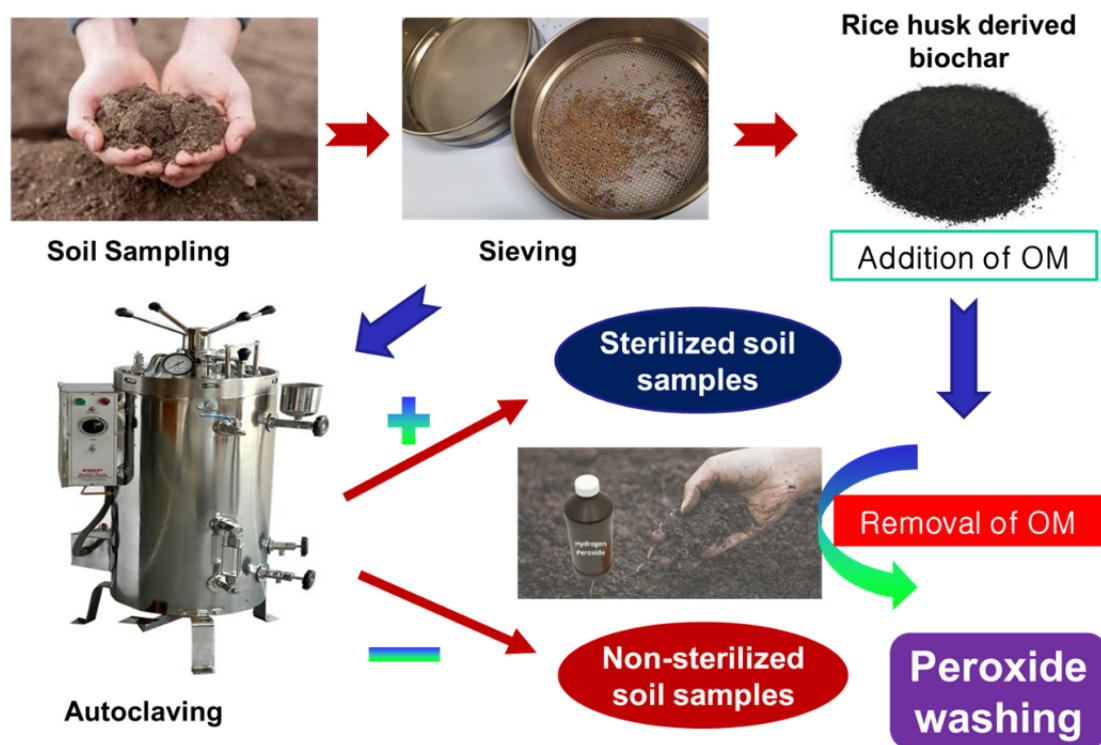 Rice husk derived
biochar
Soil Sampling
Sieving
Addition of OM
Sterilized soil
samples
Hydrogen
Peroxide
Removal of OM
Non-sterilized
soil samples
Peroxide
washing
Autoclaving